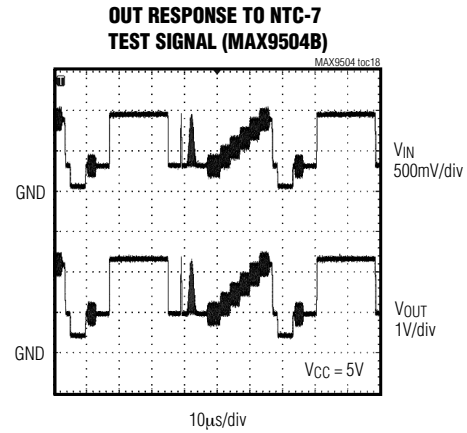 OUT RESPONSE TO NTC-7
TEST SIGNAL (MAX9504B)
MAX9504 toc18
T
VIN
500mV/div
GND
VOUT
1V/div
GND
VCC = 5V
10µs/div